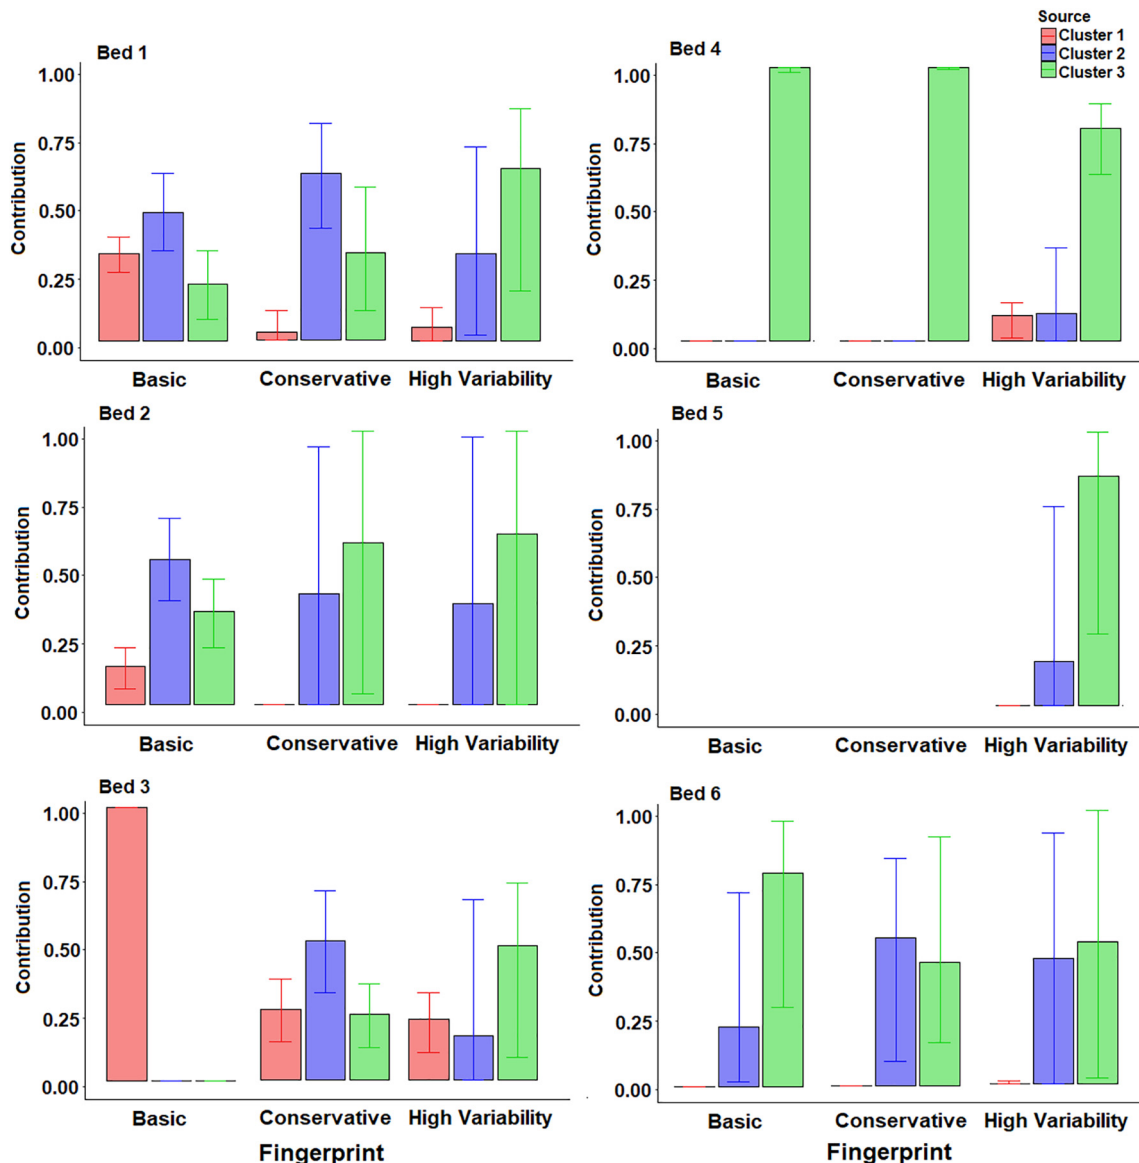 Source
Cluster 1
Cluster 2
Cluster 3
Bed 1
1.00
0.75
0.50
0.25
0.00
Contribution
Basic Conservative High Variability
Bed 4
1.00
0.75
0.50
0.25
0.00
Contribution
Basic Conservative High Variability
Bed 2
1.00
0.75
0.50
0.25
0.00
Contribution
Basic Conservative High Variability
Bed 5
1.00
0.75
0.50
0.25
0.00
Contribution
Basic Conservative High Variability
Bed 3
1.00
0.75
0.50
0.25
0.00
Contribution
Basic Conservative High Variability
Fingerprint
Bed 6
1.00
0.75
0.50
0.25
0.00
Contribution
Basic Conservative High Variability
Fingerprint